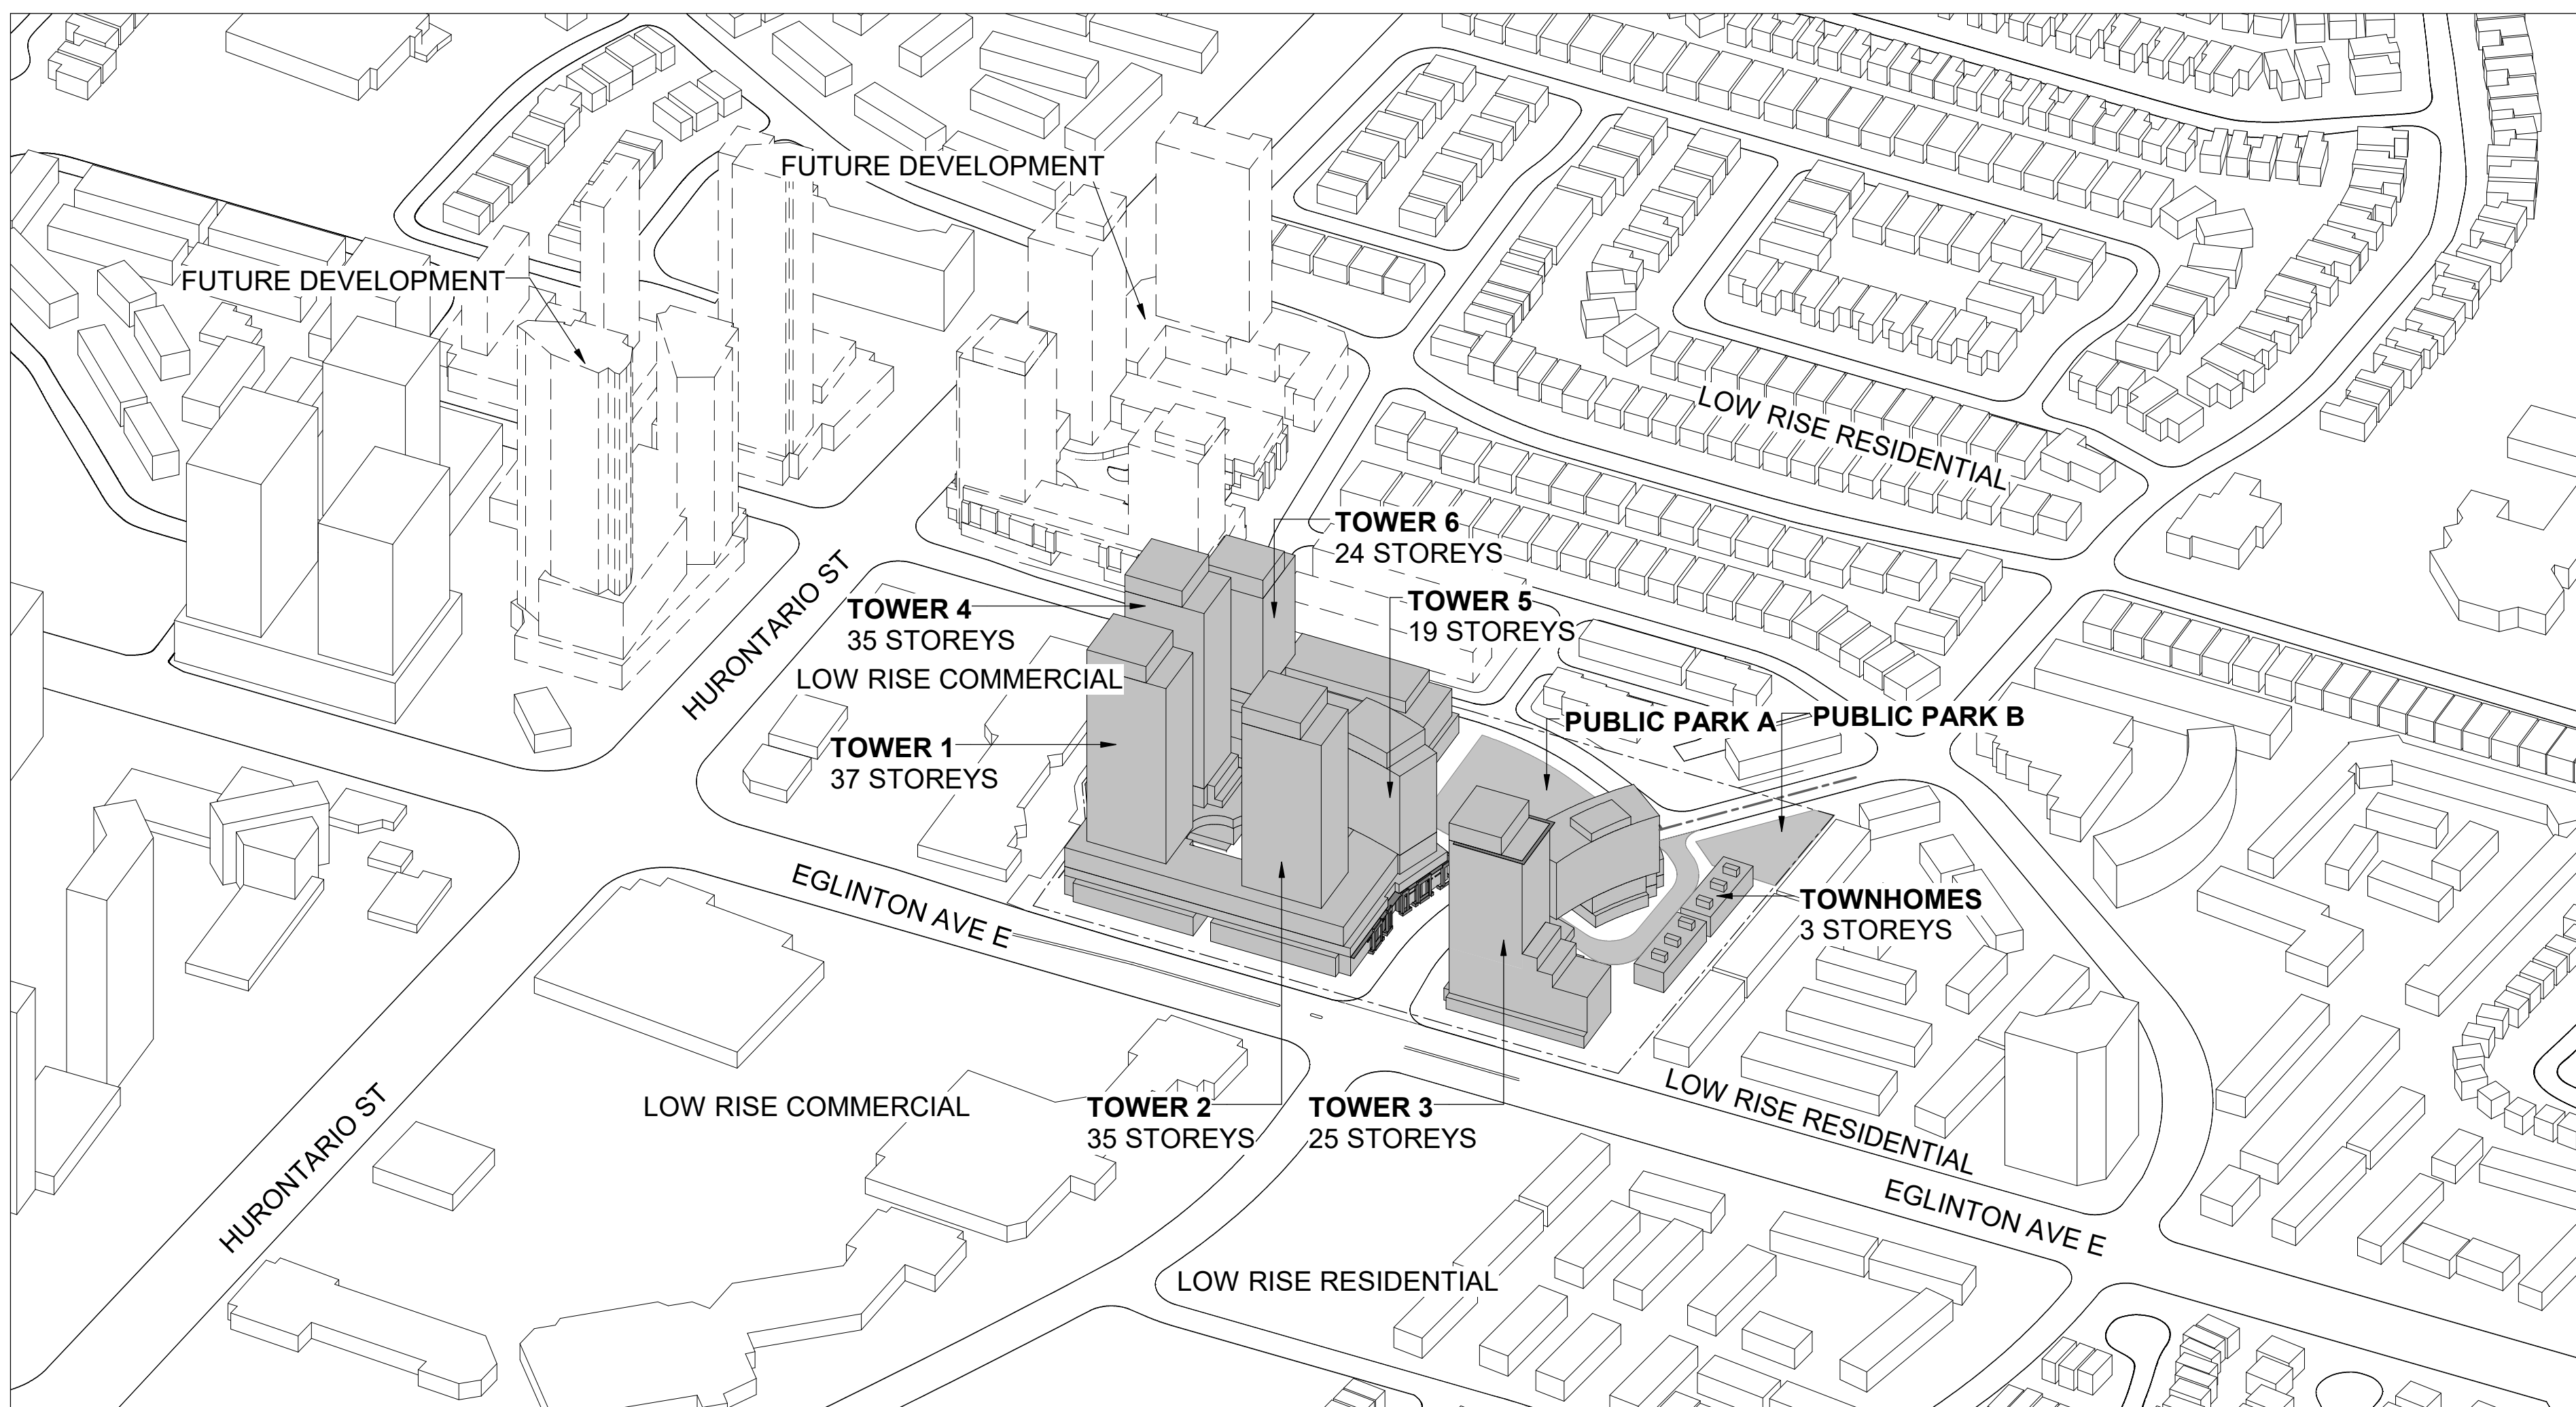 FUTURE DEVELOPMENT
FUTURE DEVELOPMENT
LOW RISE RESIDENTIAL
TOWER 6
24 STOREYS
HURONTARIO ST
TOWER 4
35 STOREYS
TOWER 5
19 STOREYS
LOW RISE COMMERCIAL
PUBLIC PARK A
PUBLIC PARK B
TOWER 1
37 STOREYS
EGLINTON AVE E
TOWNHOMES
3 STOREYS
LOW RISE COMMERCIAL
TOWER 2
35 STOREYS
TOWER 3
25 STOREYS
LOW RISE RESIDENTIAL
HURONTARIO ST
EGLINTON AVE E
LOW RISE RESIDENTIAL